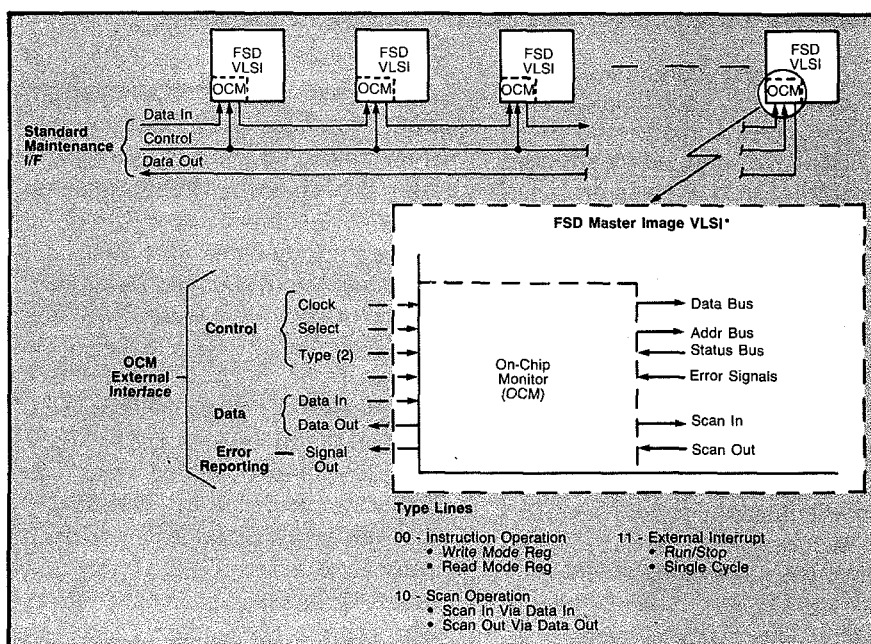 FSD
VLSI
OCM
FSD
VLSI
OCM
FSD
VLSI
OCM
FSD
VLSI
OCM
Standard
Maintenance
I/F
Data In
Control
Data Out
FSD Master Image VLSI*
OCM
External
Interface
Control
Clock
Select
Type (2)
Data
Data In
Data Out
Error
Reporting
Signal
Out
On-Chip
Monitor
(OCM)
Data Bus
Addr Bus
Status Bus
Error Signals
Scan In
Scan Out
Type Lines
00 - Instruction Operation
• Write Mode Reg
• Read Mode Reg
10 - Scan Operation
• Scan In Via Data In
• Scan Out Via Data Out
11 - External Interrupt
• Run/Stop
• Single Cycle